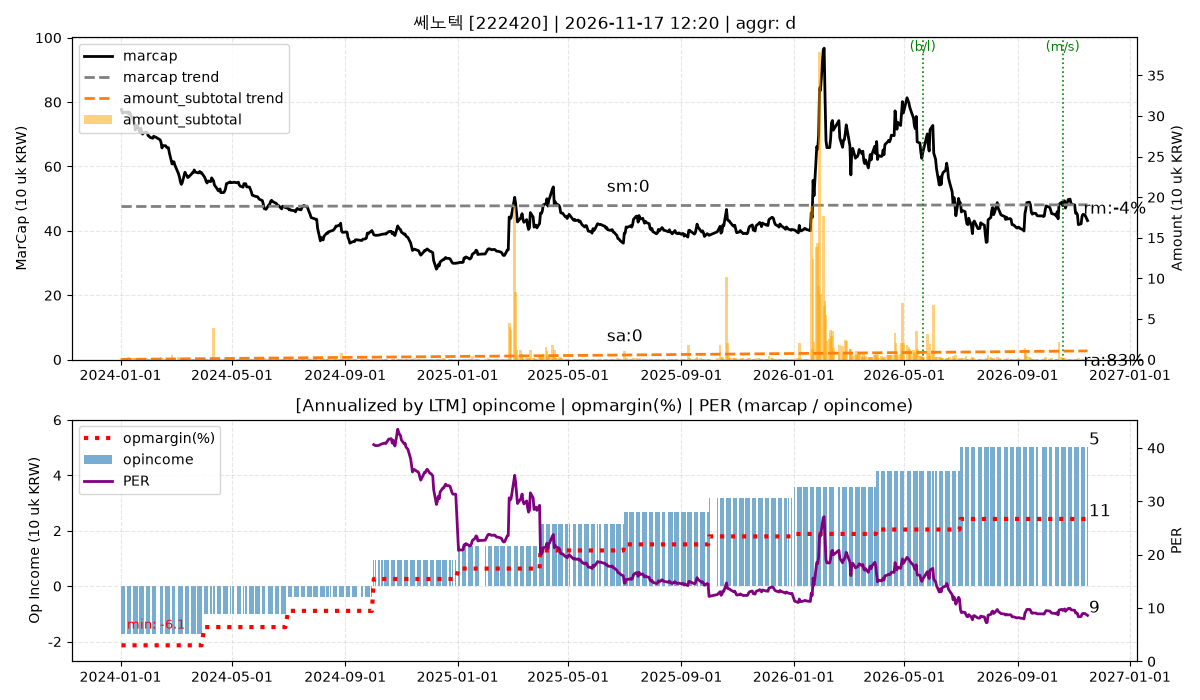 쎄노텍 [222420] | 2026-11-17 12:20 | aggr: d
(b/l)
(m/s)
marcap
marcap trend
amount_subtotal trend
amount_subtotal
sm:0
sa:0
rm:-4%
ra:83%
MarCap (10 uk KRW)
Amount (10 uk KRW)
100
80
60
40
20
0
35
30
25
20
15
10
5
0
2024-01-01
2024-05-01
2024-09-01
2025-01-01
2025-05-01
2025-09-01
2026-01-01
2026-05-01
2026-09-01
2027-01-01
[Annualized by LTM] opincome | opmargin(%) | PER (marcap / opincome)
opmargin(%)
opincome
PER
min: -6.1
5
11
9
Op Income (10 uk KRW)
PER
6
4
2
0
-2
40
30
20
10
0
2024-01-01
2024-05-01
2024-09-01
2025-01-01
2025-05-01
2025-09-01
2026-01-01
2026-05-01
2026-09-01
2027-01-01